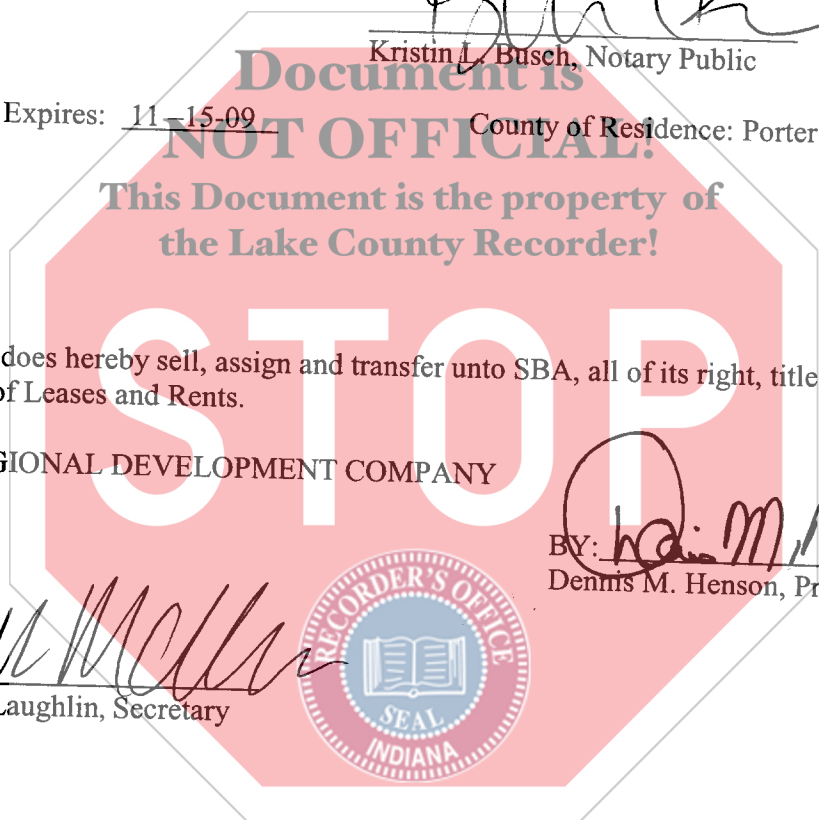 Kristin L. Busch, Notary Public
Document is
Expires: 11-15-09
County of Residence: Porter
NOT OFFICIAL!
This Document is the property of
the Lake County Recorder!
STOP
does hereby sell, assign and transfer unto SBA, all of its right, title
of Leases and Rents.
GIONAL DEVELOPMENT COMPANY
BY:
Dennis M. Henson, Pr
Laughlin, Secretary
RECORDER'S OFFICE
SEAL
INDIANA